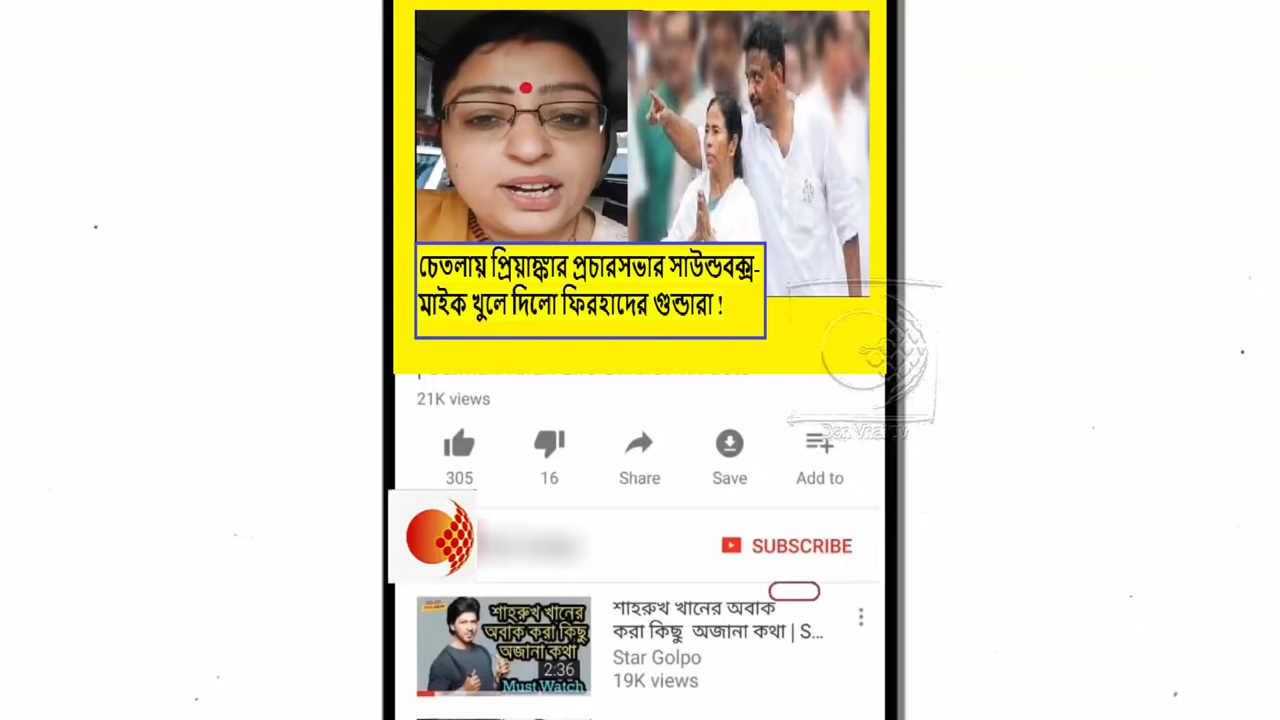 চেতলায় প্রিয়াঙ্কার প্রচারসভার সাউন্ডবক্স-
মাইক খুলে দিলো ফিরহাদের গুন্ডারা !
21K views
305
16
Share
Save
Add to
SUBSCRIBE
শাহরুখ খানের
অবাক করা কিছু
অজানা কথা
2:36
Must Watch
শাহরুখ খানের অবাক
করা কিছু অজানা কথা | S...
Star Golpo
19K views